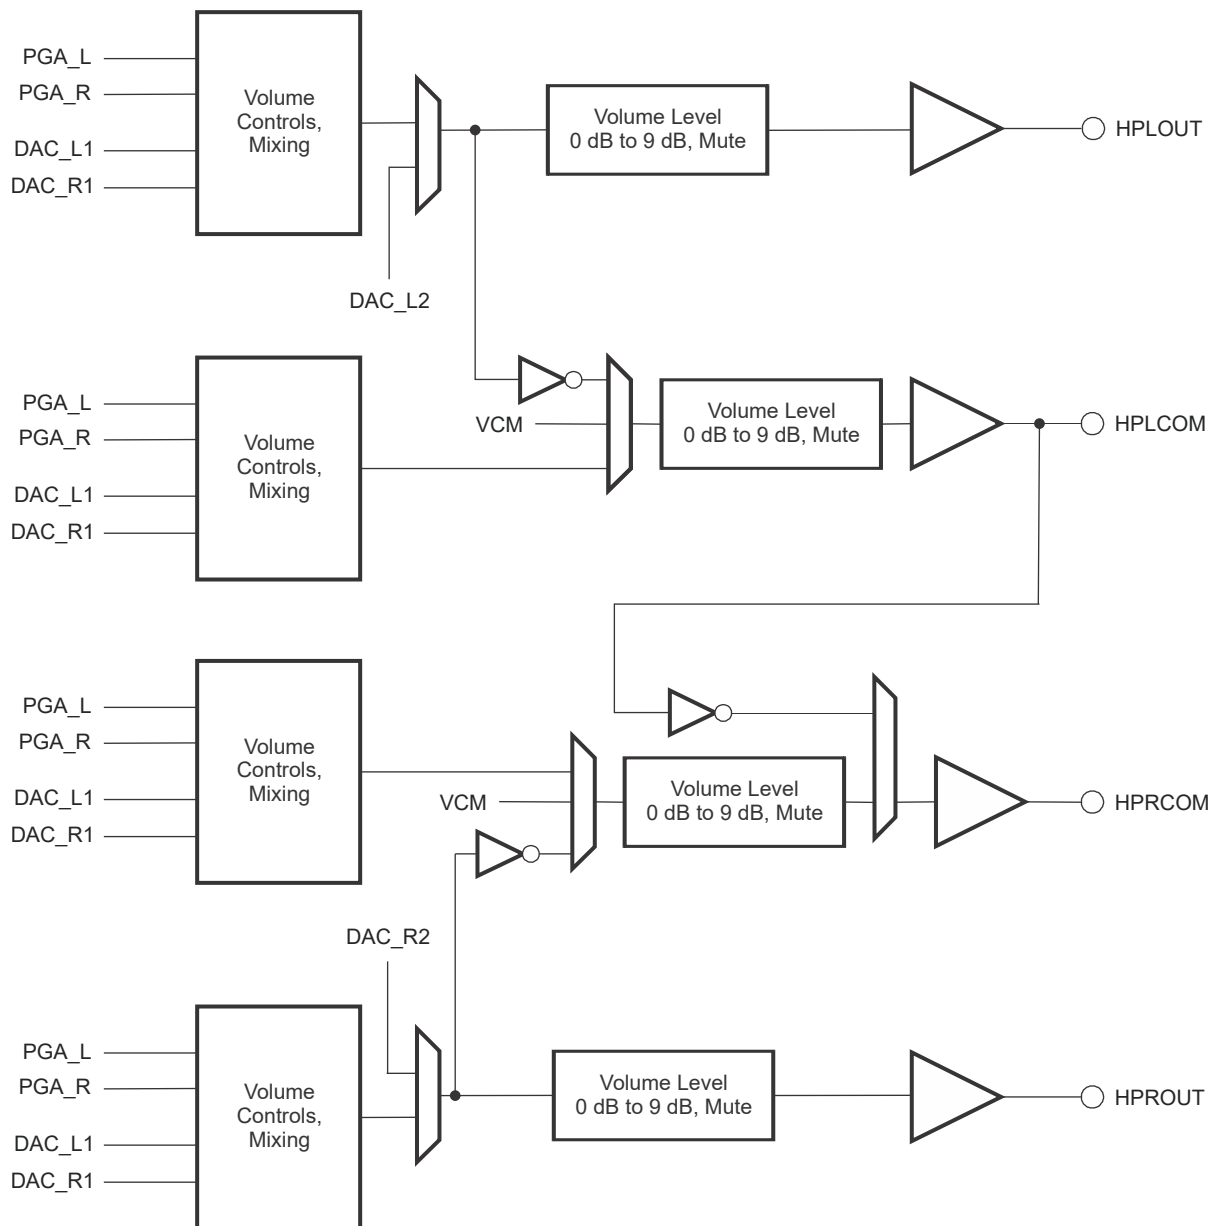 PGA_L
PGA_R
DAC_L1
DAC_R1
Volume
Controls,
Mixing
DAC_L2
Volume Level
0 dB to 9 dB, Mute
HPLOUT
PGA_L
PGA_R
DAC_L1
DAC_R1
Volume
Controls,
Mixing
VCM
Volume Level
0 dB to 9 dB, Mute
HPLCOM
PGA_L
PGA_R
DAC_L1
DAC_R1
Volume
Controls,
Mixing
VCM
Volume Level
0 dB to 9 dB, Mute
HPRCOM
DAC_R2
PGA_L
PGA_R
DAC_L1
DAC_R1
Volume
Controls,
Mixing
Volume Level
0 dB to 9 dB, Mute
HPROUT